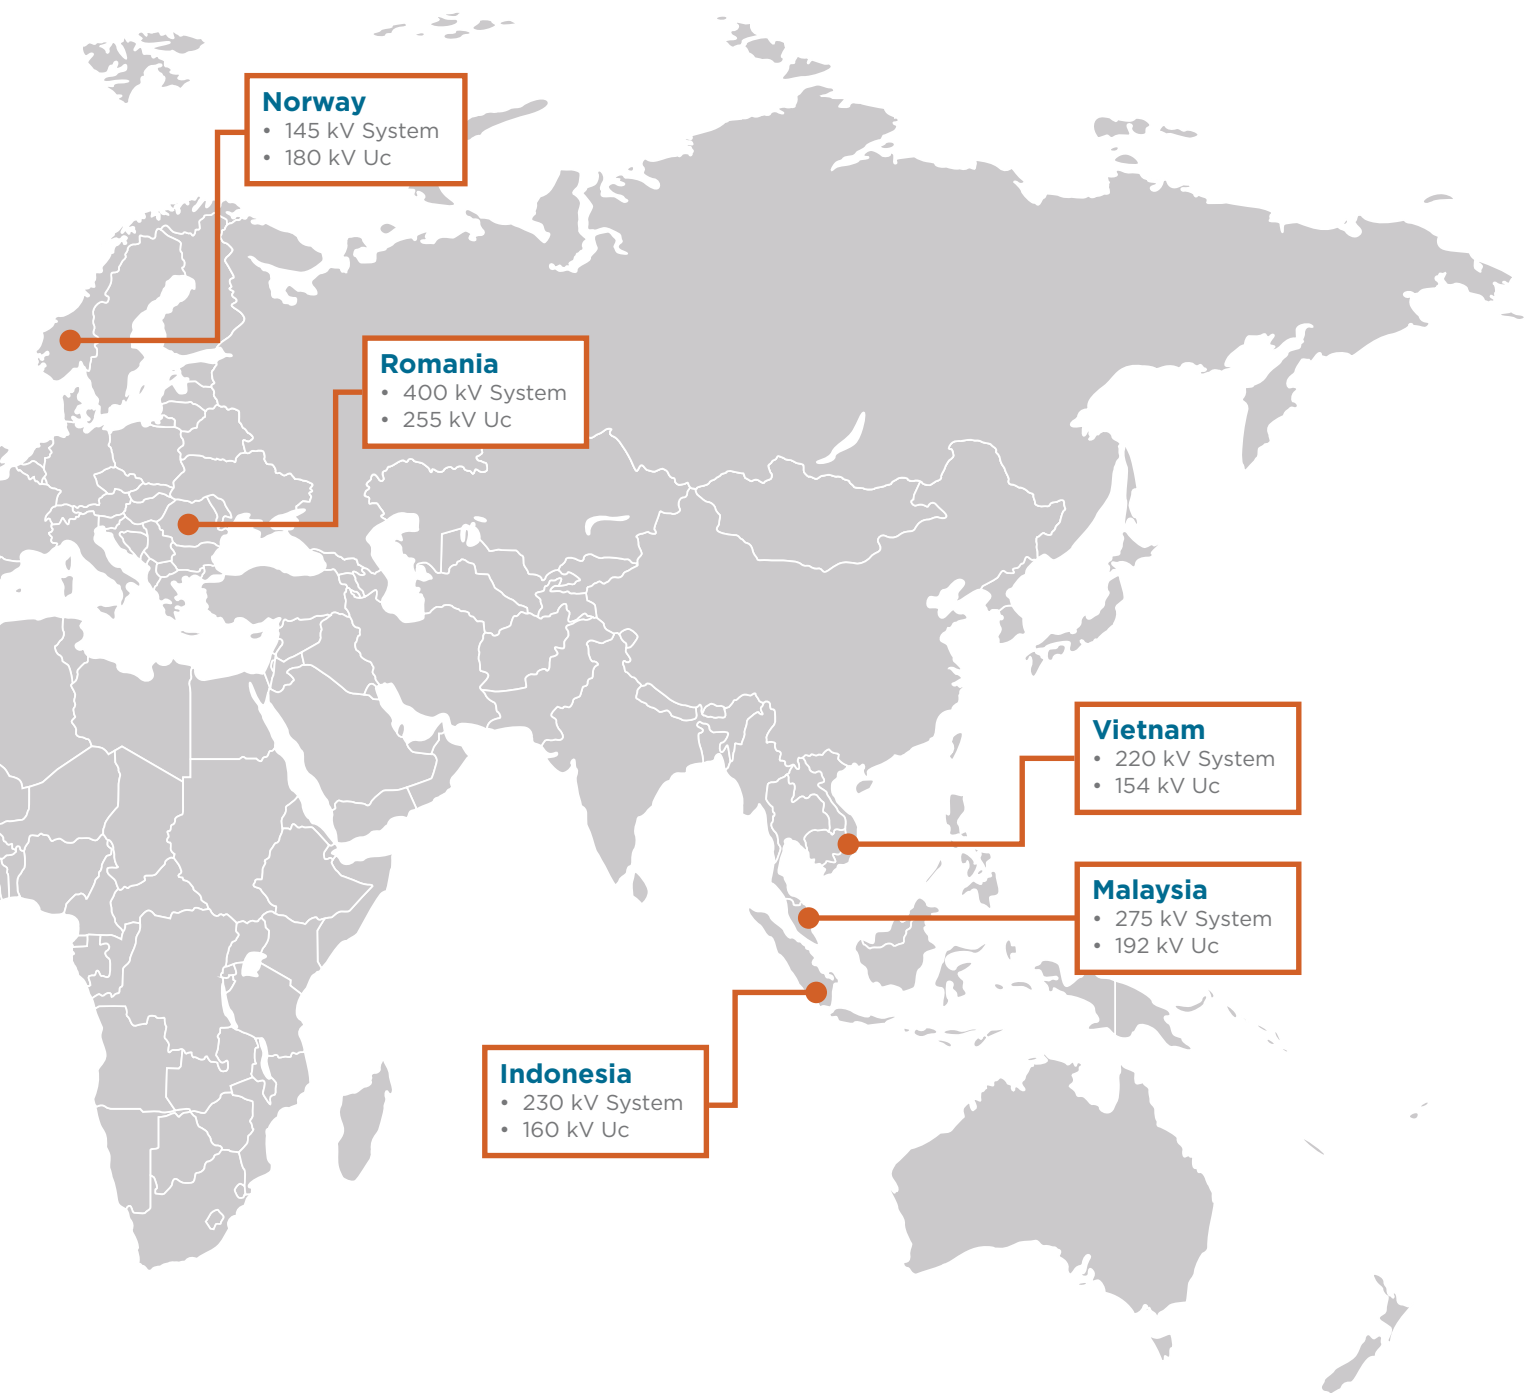 Norway
• 145 kV System
• 180 kV Uc
Romania
• 400 kV System
• 255 kV Uc
Vietnam
• 220 kV System
• 154 kV Uc
Malaysia
• 275 kV System
• 192 kV Uc
Indonesia
• 230 kV System
• 160 kV Uc